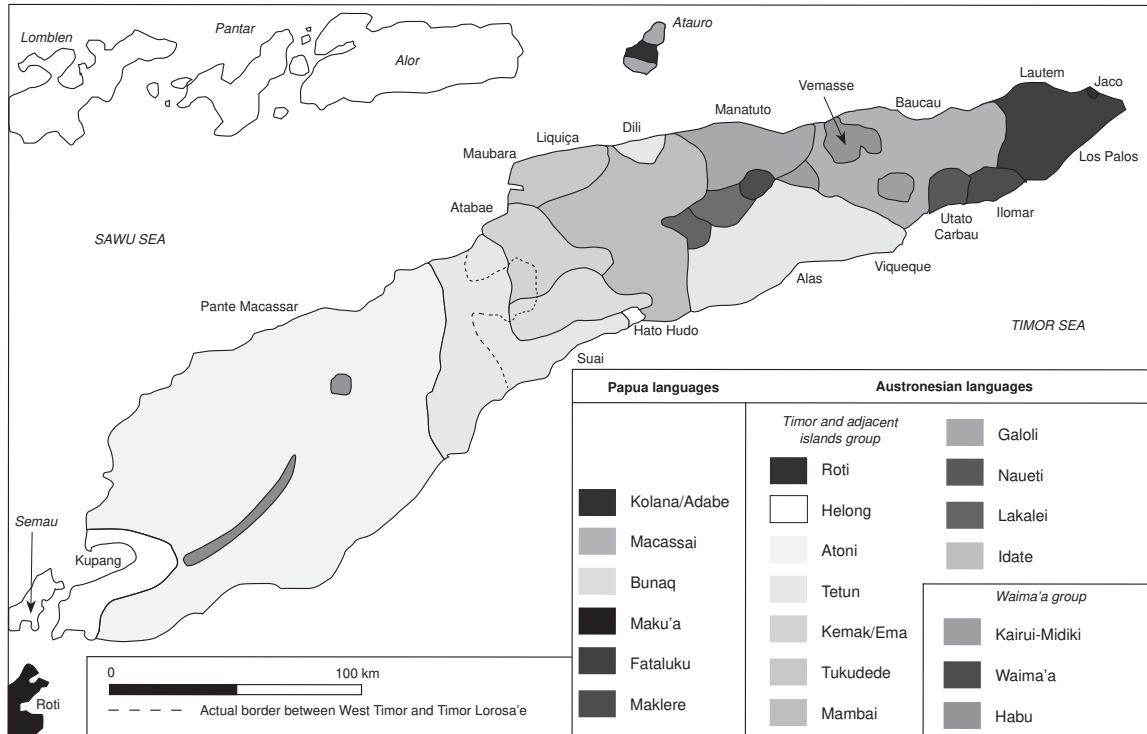 Lomblen
Pantar
Alor
Atauro
Lautem
Jaco
Vemasse
Baucau
Manatuto
Dili
Liquiça
Maubara
Los Palos
Atabae
Ilomar
Utato
Carbau
SAWU SEA
Viqueque
Alas
Pante Macassar
TIMOR SEA
Hato Hudo
Suai
Semau
Kupang
Roti
0
100 km
Actual border between West Timor and Timor Lorosa'e
Papua languages
Kolana/Adabe
Macassai
Bunaq
Maku'a
Fataluku
Maklere
Austronesian languages
Timor and adjacent
islands group
Roti
Helong
Atoni
Tetun
Kemak/Ema
Tukudede
Mambai
Galoli
Naueti
Lakalei
Idate
Waima'a group
Kairui-Midiki
Waima'a
Habu